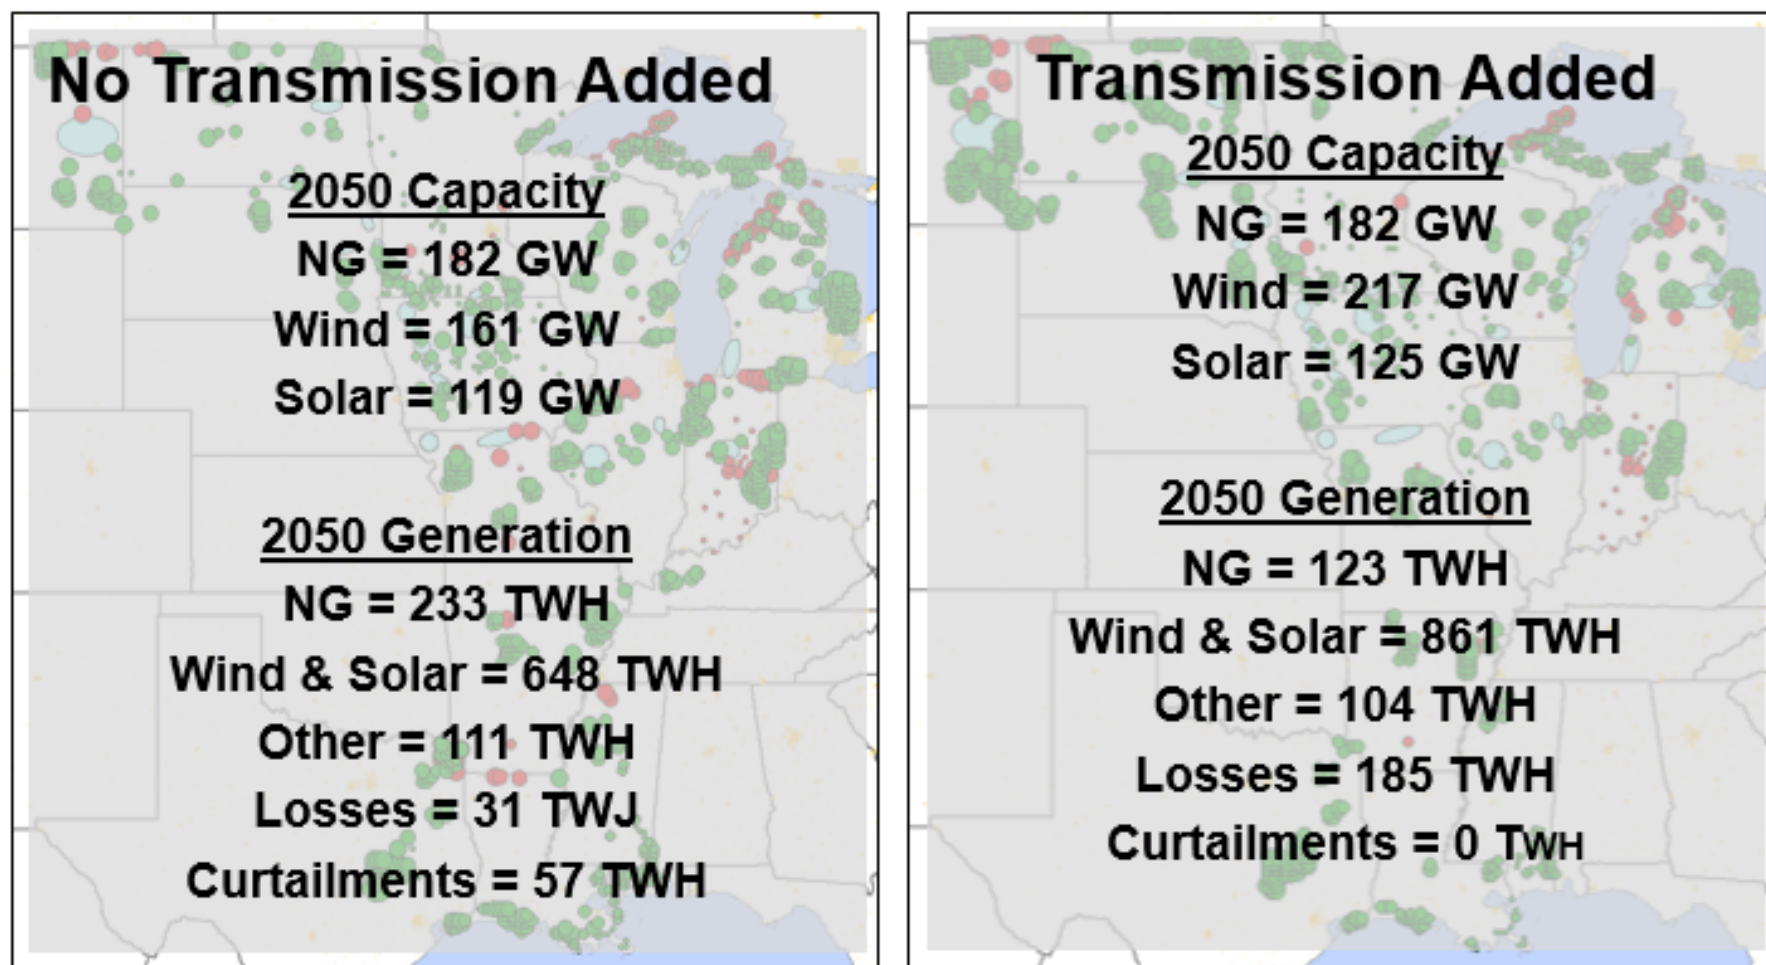 No Transmission Added
2050 Capacity
NG = 182 GW
Wind = 161 GW
Solar = 119 GW
2050 Generation
NG = 233 TWH
Wind & Solar = 648 TWH
Other = 111 TWH
Losses = 31 TWJ
Curtailments = 57 TWH
Transmission Added
2050 Capacity
NG = 182 GW
Wind = 217 GW
Solar = 125 GW
2050 Generation
NG = 123 TWH
Wind & Solar = 861 TWH
Other = 104 TWH
Losses = 185 TWH
Curtailments = 0 TWH